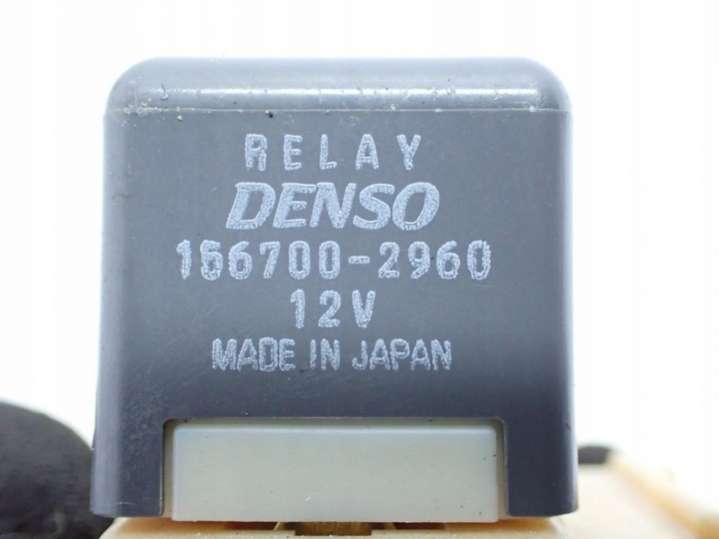 RELAY
DENSO
156700-2960
12V
MADE IN JAPAN